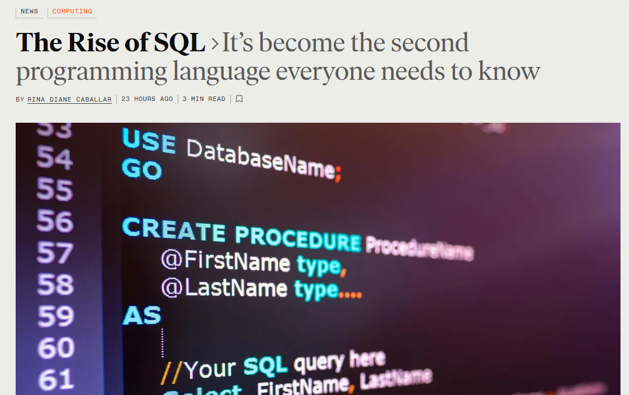 NEWS COMPUTING
The Rise of SQL > It's become the second
programming language everyone needs to know
BY RINA DIANE CABALLAR 23 HOURS AGO 3 MIN READ
53
54 USE DatabaseName;
55 GO
56
57 CREATE PROCEDURE ProcedureName
58 @FirstName type,
59 @LastName type....
60 AS
61 //Your SQL query here
Select FirstName, LastName